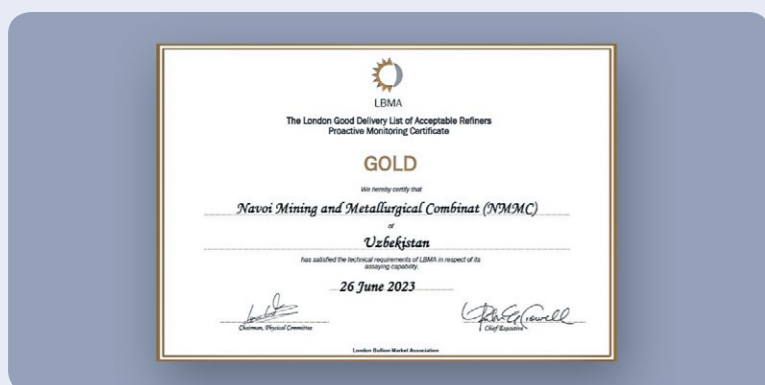 LBMA
The London Good Delivery List of Acceptable Refiners
Proactive Monitoring Certificate
GOLD
We hereby certify that
Navoi Mining and Metallurgical Combinat (NMMC)
of
Uzbekistan
has satisfied the technical requirements of LBMA in respect of its
assaying capability.
26 June 2023
Chairman, Physical Committee
Chief Executive
London Bullion Market Association